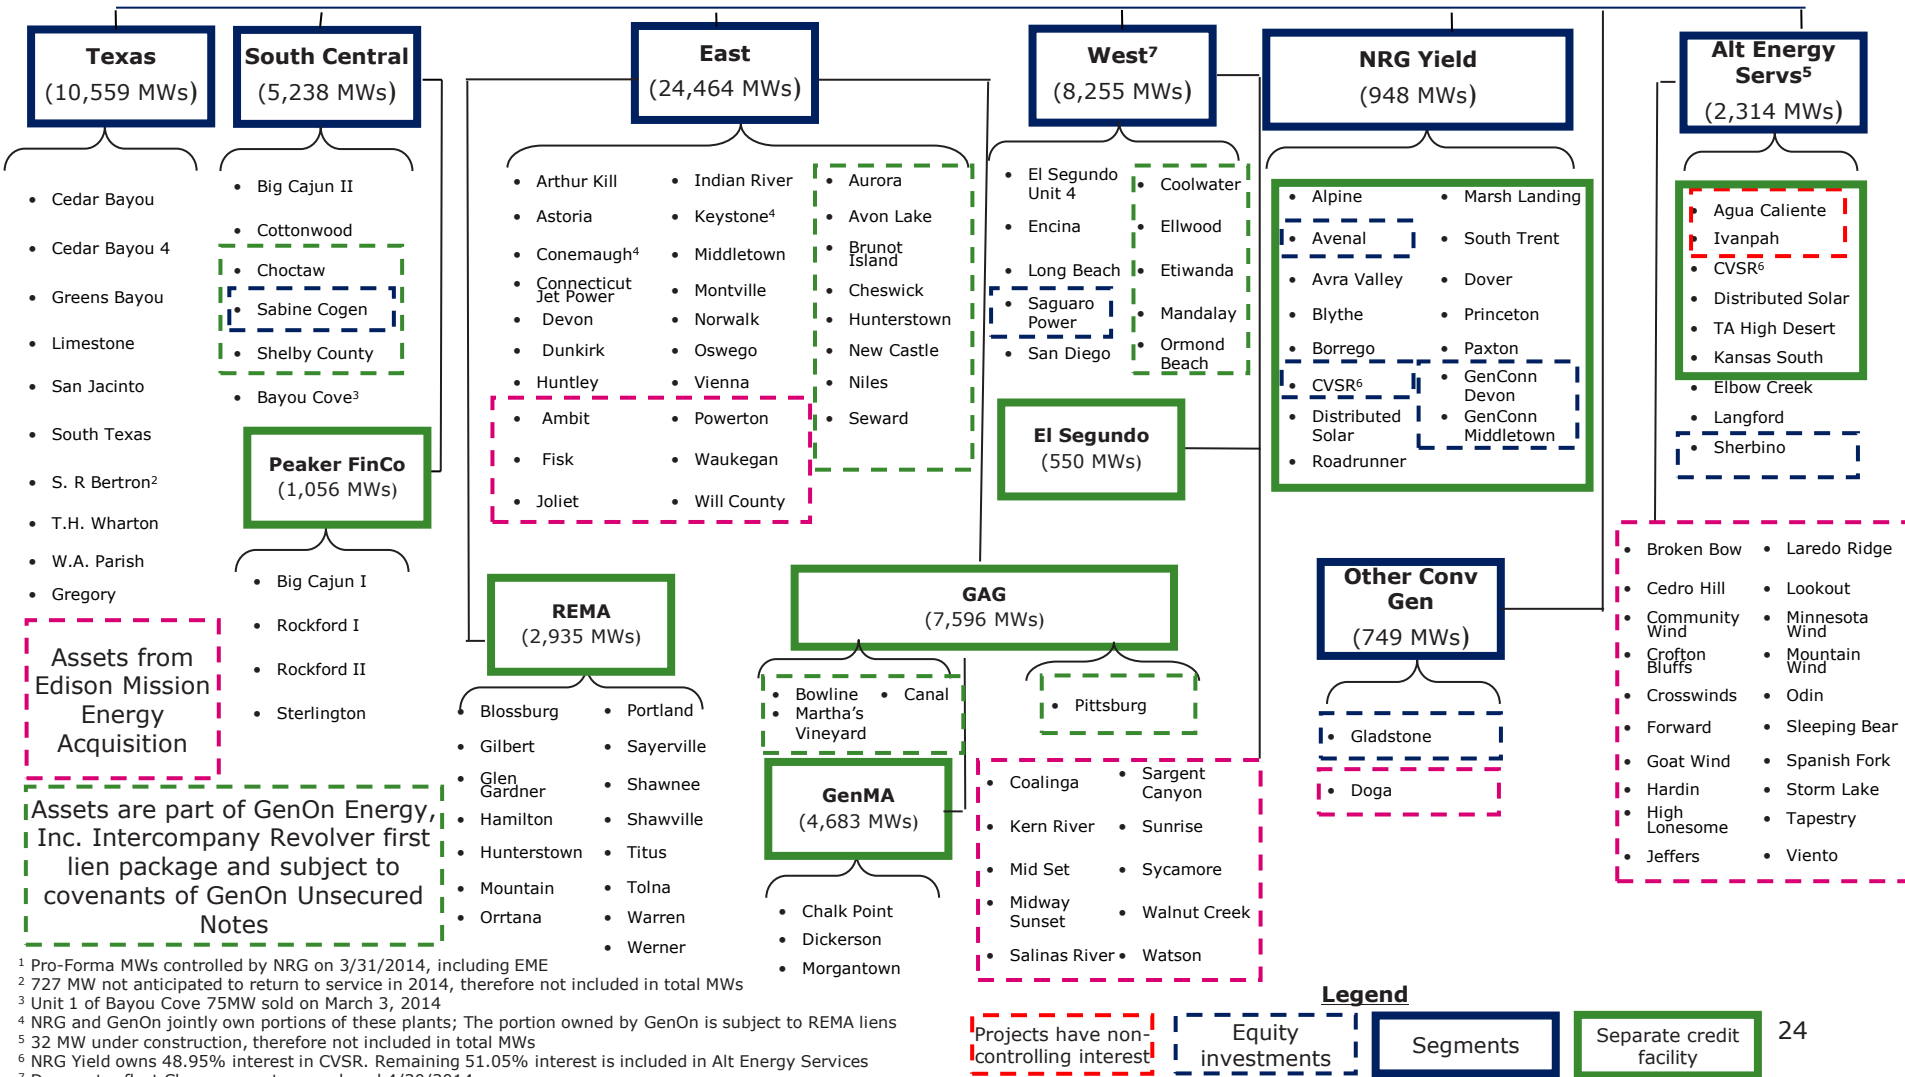 Texas
(10,559 MWs)
South Central
(5,238 MWs)
East
(24,464 MWs)
West⁷
(8,255 MWs)
NRG Yield
(948 MWs)
Alt Energy
Servs⁵
(2,314 MWs)
• Cedar Bayou
• Cedar Bayou 4
• Greens Bayou
• Limestone
• San Jacinto
• South Texas
• S. R Bertron²
• T.H. Wharton
• W.A. Parish
• Gregory
• Big Cajun II
• Cottonwood
• Choctaw
• Sabine Cogen
• Shelby County
• Bayou Cove³
Peaker FinCo
(1,056 MWs)
• Big Cajun I
• Rockford I
• Rockford II
• Sterlington
• Arthur Kill
• Astoria
• Conemaugh⁴
• Connecticut
Jet Power
• Devon
• Dunkirk
• Huntley
• Ambit
• Fisk
• Joliet
• Indian River
• Keystone⁴
• Middletown
• Montville
• Norwalk
• Oswego
• Vienna
• Powerton
• Waukegan
• Will County
• Aurora
• Avon Lake
• Brunot
Island
• Cheswick
• Hunterstown
• New Castle
• Niles
• Seward
REMA
(2,935 MWs)
• Blossburg
• Gilbert
• Glen
Gardner
• Hamilton
• Hunterstown
• Mountain
• Orrtana
• Portland
• Sayerville
• Shawnee
• Shawville
• Titus
• Tolna
• Warren
• Werner
GAG
(7,596 MWs)
• Bowline
• Martha's
Vineyard
• Canal
• Pittsburg
GenMA
(4,683 MWs)
• Chalk Point
• Dickerson
• Morgantown
• El Segundo
Unit 4
• Encina
• Long Beach
• Saguaro
Power
• San Diego
• Coolwater
• Ellwood
• Etiwanda
• Mandalay
• Ormond
Beach
El Segundo
(550 MWs)
• Coalinga
• Kern River
• Mid Set
• Midway
Sunset
• Salinas River
• Sargent
Canyon
• Sunrise
• Sycamore
• Walnut Creek
• Watson
• Alpine
• Avenal
• Avra Valley
• Blythe
• Borrego
• CVSR⁶
• Distributed
Solar
• Roadrunner
• Marsh Landing
• South Trent
• Dover
• Princeton
• Paxton
• GenConn
Devon
• GenConn
Middletown
Other Conv
Gen
(749 MWs)
• Gladstone
• Doga
• Agua Caliente
• Ivanpah
• CVSR⁶
• Distributed Solar
• TA High Desert
• Kansas South
• Elbow Creek
• Langford
• Sherbino
• Broken Bow
• Cedro Hill
• Community
Wind
• Crofton
Bluffs
• Crosswinds
• Forward
• Goat Wind
• Hardin
• High
Lonesome
• Jeffers
• Laredo Ridge
• Lookout
• Minnesota
Wind
• Mountain
Wind
• Odin
• Sleeping Bear
• Spanish Fork
• Storm Lake
• Tapestry
• Viento
Assets from
Edison Mission
Energy
Acquisition
Assets are part of GenOn Energy,
Inc. Intercompany Revolver first
lien package and subject to
covenants of GenOn Unsecured
Notes
¹ Pro-Forma MWs controlled by NRG on 3/31/2014, including EME
² 727 MW not anticipated to return to service in 2014, therefore not included in total MWs
³ Unit 1 of Bayou Cove 75MW sold on March 3, 2014
⁴ NRG and GenOn jointly own portions of these plants; The portion owned by GenOn is subject to REMA liens
⁵ 32 MW under construction, therefore not included in total MWs
⁶ NRG Yield owns 48.95% interest in CVSR. Remaining 51.05% interest is included in Alt Energy Services
Legend
Projects have non-
controlling interest
Equity
investments
Segments
Separate credit
facility
24